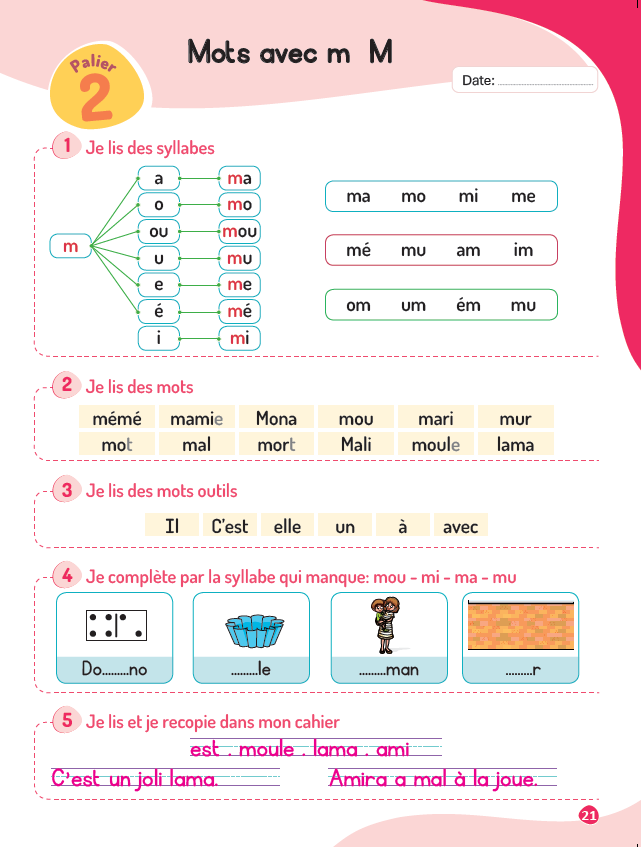 Mots avec m M
Palier
2
Date: ..............................
1 Je lis des syllabes
m
a ma
o mo
ou mou
u mu
e me
é mé
i mi
ma mo mi me
mé mu am im
om um ém mu
2 Je lis des mots
mémé mamie Mona mou mari mur
mot mal mort Mali moule lama
3 Je lis des mots outils
Il C'est elle un à avec
4 Je complète par la syllabe qui manque: mou - mi - ma - mu
Do.........no .........le .........man .........r
5 Je lis et je recopie dans mon cahier
est . moule . lama . ami
C'est un joli lama. Amira a mal à la joue.
21